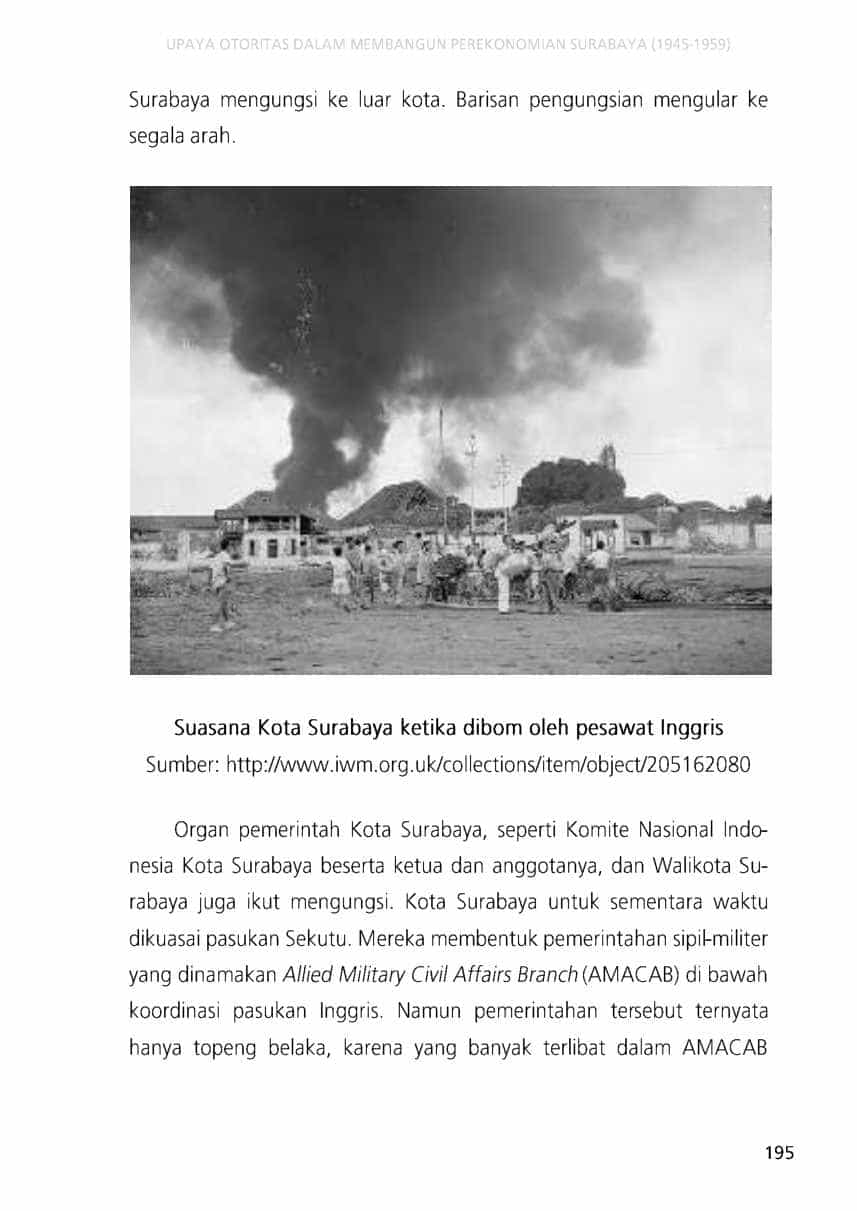 UPAYA OTORITAS DALAM MEMBANGUN PEREKONOMIAN SURABAYA (1945-1959)
Surabaya mengungsi ke luar kota. Barisan pengungsian mengular ke
segala arah.
Suasana Kota Surabaya ketika dibom oleh pesawat Inggris
Sumber: http://www.iwm.org.uk/collections/item/object/205162080
Organ pemerintah Kota Surabaya, seperti Komite Nasional Indo-
nesia Kota Surabaya beserta ketua dan anggotanya, dan Walikota Su-
rabaya juga ikut mengungsi. Kota Surabaya untuk sementara waktu
dikuasai pasukan Sekutu. Mereka membentuk pemerintahan sipil-militer
yang dinamakan Allied Military Civil Affairs Branch (AMACAB) di bawah
koordinasi pasukan Inggris. Namun pemerintahan tersebut ternyata
hanya topeng belaka, karena yang banyak terlibat dalam AMACAB
195